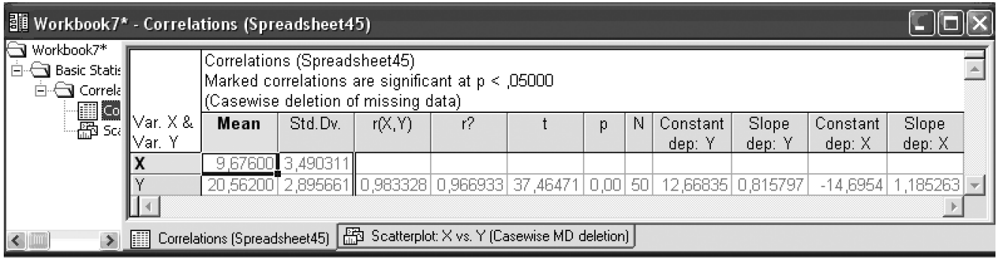 Workbook7* - Correlations (Spreadsheet45)
Workbook7*
Basic Statis
Correla
Co
Sca
Correlations (Spreadsheet45)
Marked correlations are significant at p < ,05000
(Casewise deletion of missing data)
Var. X & Var. Y Mean Std.Dv. r(X,Y) r? t p N Constant dep: Y Slope dep: Y Constant dep: X Slope dep: X
X 9,67600 3,490311
Y 20,56200 2,895661 0,983328 0,966933 37,46471 0,00 50 12,66835 0,815797 -14,6954 1,185263
Correlations (Spreadsheet45) Scatterplot: X vs. Y (Casewise MD deletion)